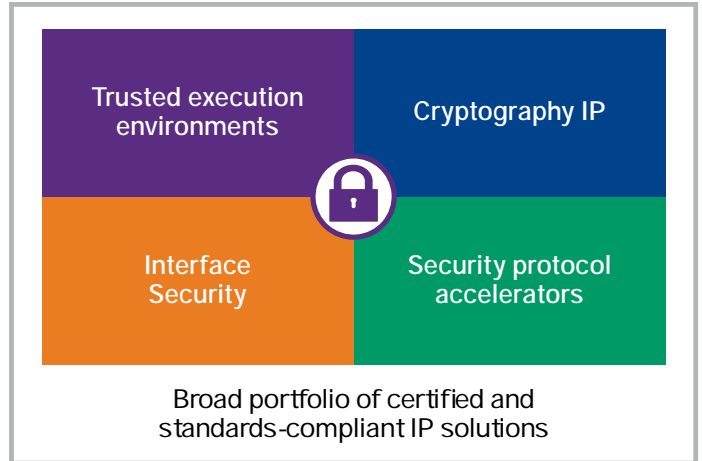 Trusted execution
environments
Cryptography IP
Interface
Security
Security protocol
accelerators
Broad portfolio of certified and
standards-compliant IP solutions